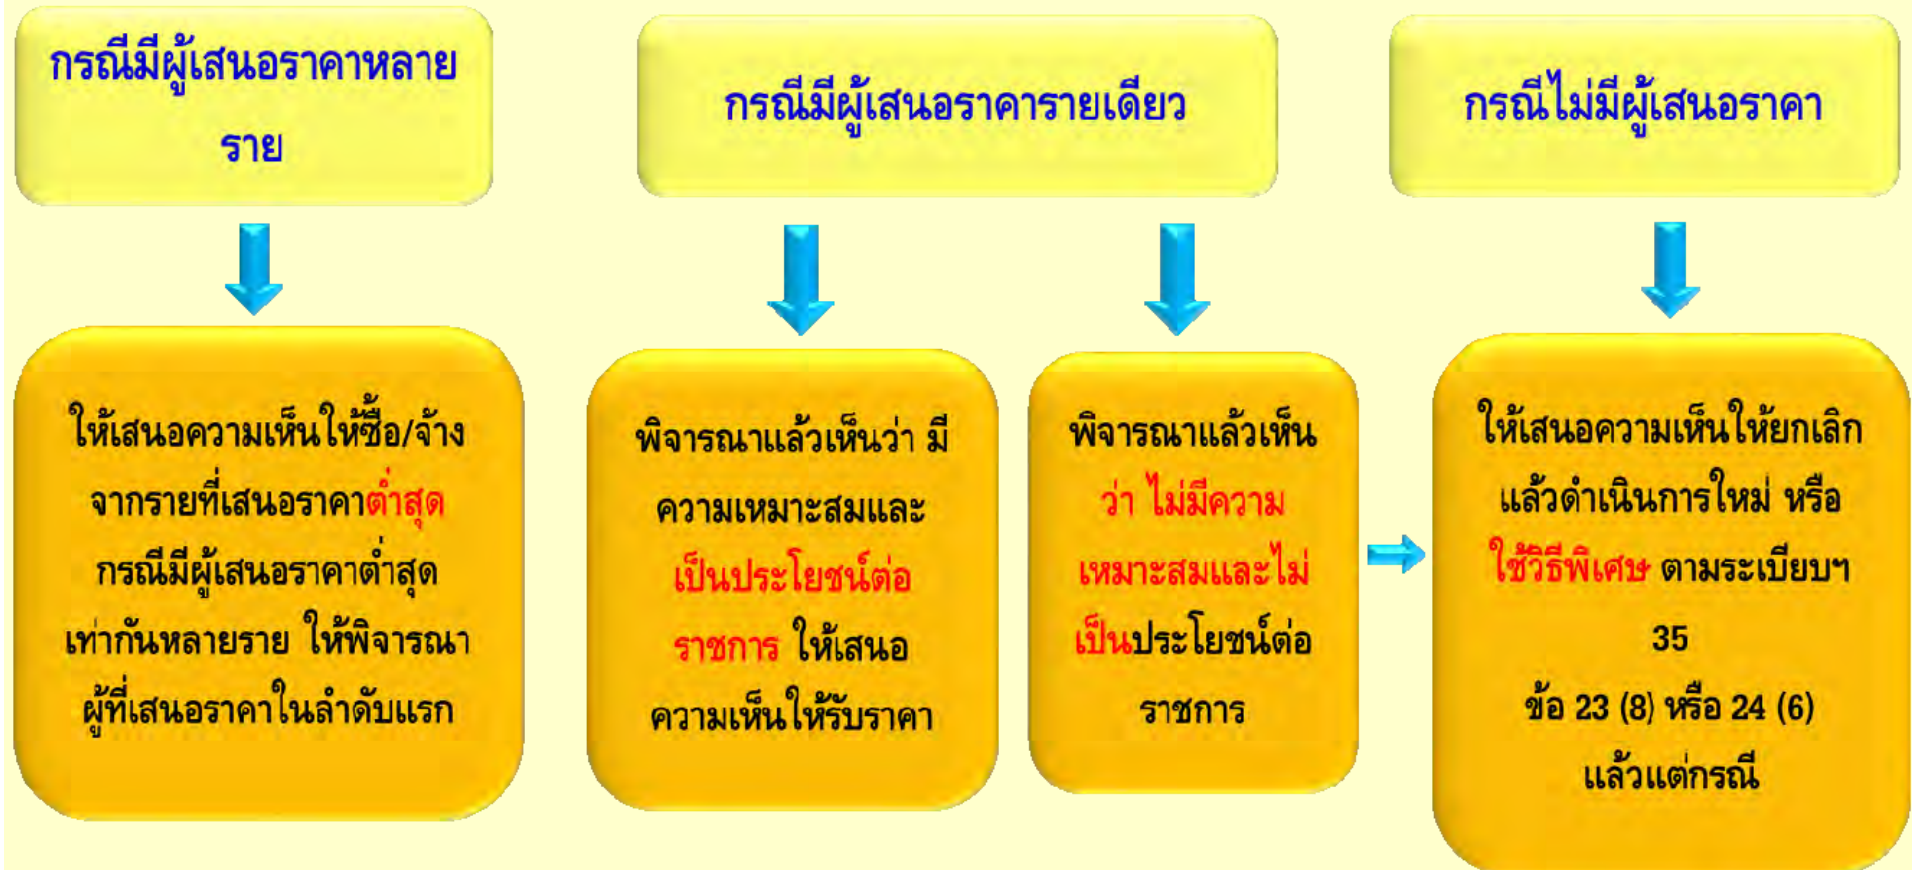 กรณีมีผู้เสนอราคาหลาย
ราย
กรณีมีผู้เสนอราคารายเดียว
กรณีไม่มีผู้เสนอราคา
ให้เสนอความเห็นให้ซื้อ/จ้าง
จากรายที่เสนอราคาต่ำสุด
กรณีมีผู้เสนอราคาต่ำสุด
เท่ากันหลายราย ให้พิจารณา
ผู้ที่เสนอราคาในลำดับแรก
พิจารณาแล้วเห็นว่า มี
ความเหมาะสมและ
เป็นประโยชน์ต่อ
ราชการ ให้เสนอ
ความเห็นให้รับราคา
พิจารณาแล้วเห็น
ว่า ไม่มีความ
เหมาะสมและไม่
เป็นประโยชน์ต่อ
ราชการ
ให้เสนอความเห็นให้ยกเลิก
แล้วดำเนินการใหม่ หรือ
ใช้วิธีพิเศษ ตามระเบียบฯ
35
ข้อ 23 (8) หรือ 24 (6)
แล้วแต่กรณี